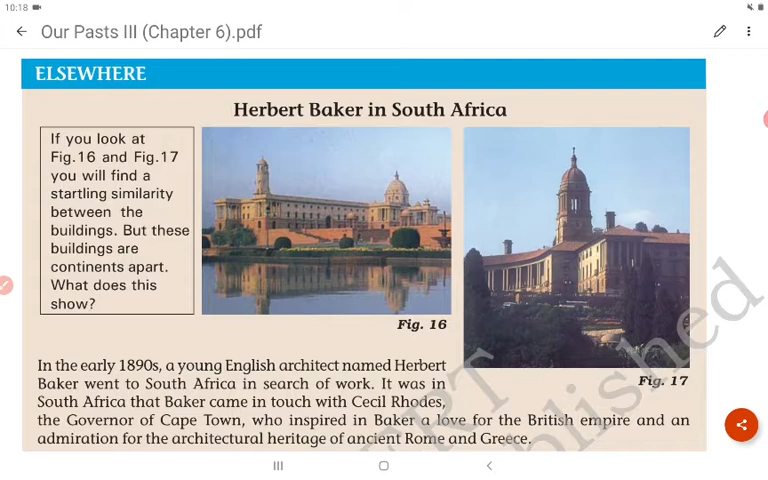 10:18
Our Pasts III (Chapter 6).pdf
ELSEWHERE
Herbert Baker in South Africa
If you look at
Fig.16 and Fig.17
you will find a
startling similarity
between the
buildings. But these
buildings are
continents apart.
What does this
show?
Fig. 16
Fig. 17
In the early 1890s, a young English architect named Herbert
Baker went to South Africa in search of work. It was in
South Africa that Baker came in touch with Cecil Rhodes,
the Governor of Cape Town, who inspired in Baker a love for the British empire and an
admiration for the architectural heritage of ancient Rome and Greece.